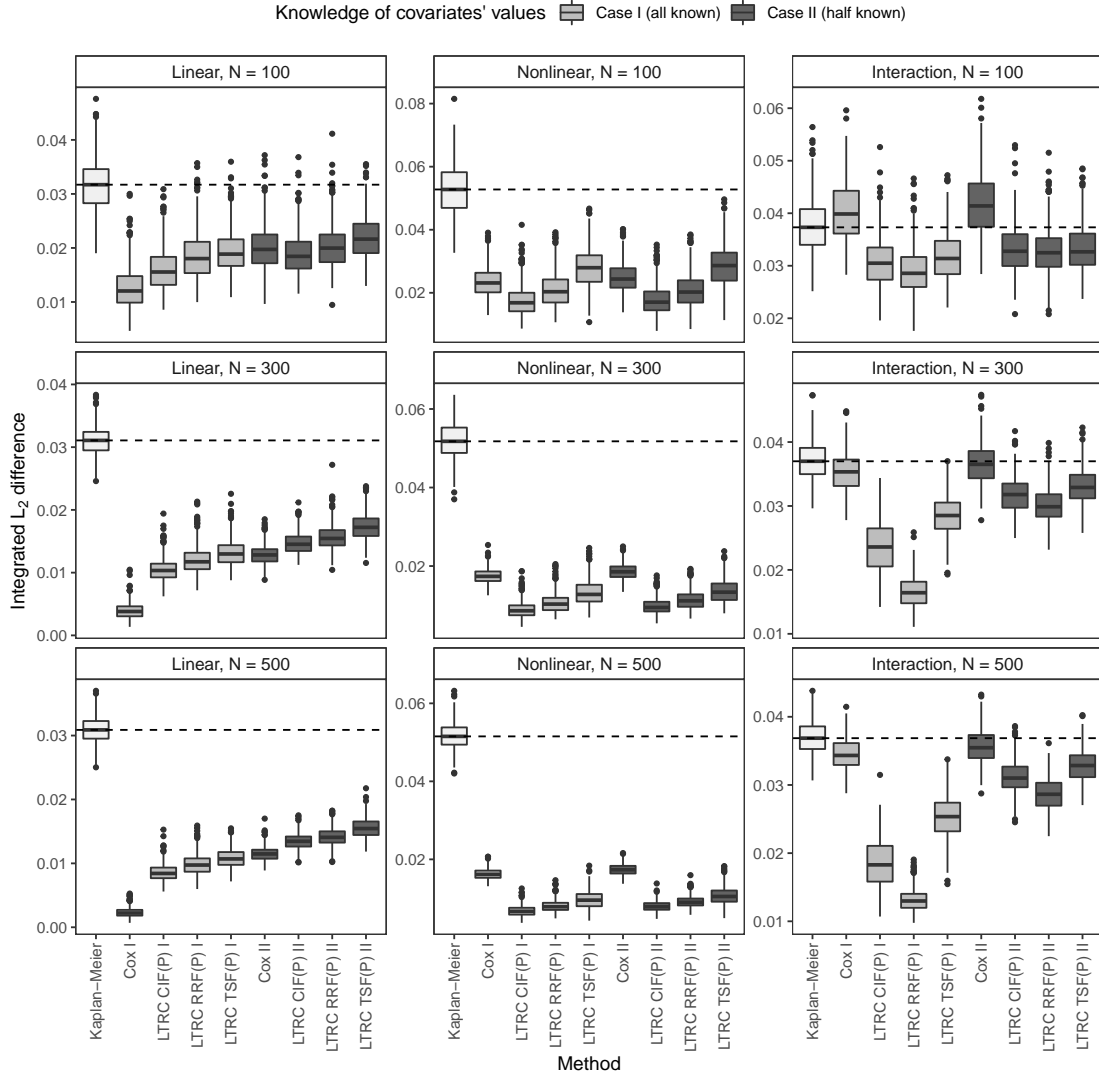 Knowledge of covariates' values Case I (all known) Case II (half known)
Linear, N = 100 Nonlinear, N = 100 Interaction, N = 100
0.04
0.03
0.02
0.01
0.08
0.06
0.04
0.02
0.06
0.05
0.04
0.03
0.02
Linear, N = 300 Nonlinear, N = 300 Interaction, N = 300
0.04
0.03
0.02
0.01
0.00
0.06
0.04
0.02
0.04
0.03
0.02
0.01
Linear, N = 500 Nonlinear, N = 500 Interaction, N = 500
0.03
0.02
0.01
0.00
0.06
0.04
0.02
0.04
0.03
0.02
0.01
Integrated L₂ difference
Kaplan−Meier
Cox I
LTRC CIF(P) I
LTRC RRF(P) I
LTRC TSF(P) I
Cox II
LTRC CIF(P) II
LTRC RRF(P) II
LTRC TSF(P) II
Kaplan−Meier
Cox I
LTRC CIF(P) I
LTRC RRF(P) I
LTRC TSF(P) I
Cox II
LTRC CIF(P) II
LTRC RRF(P) II
LTRC TSF(P) II
Kaplan−Meier
Cox I
LTRC CIF(P) I
LTRC RRF(P) I
LTRC TSF(P) I
Cox II
LTRC CIF(P) II
LTRC RRF(P) II
LTRC TSF(P) II
Method